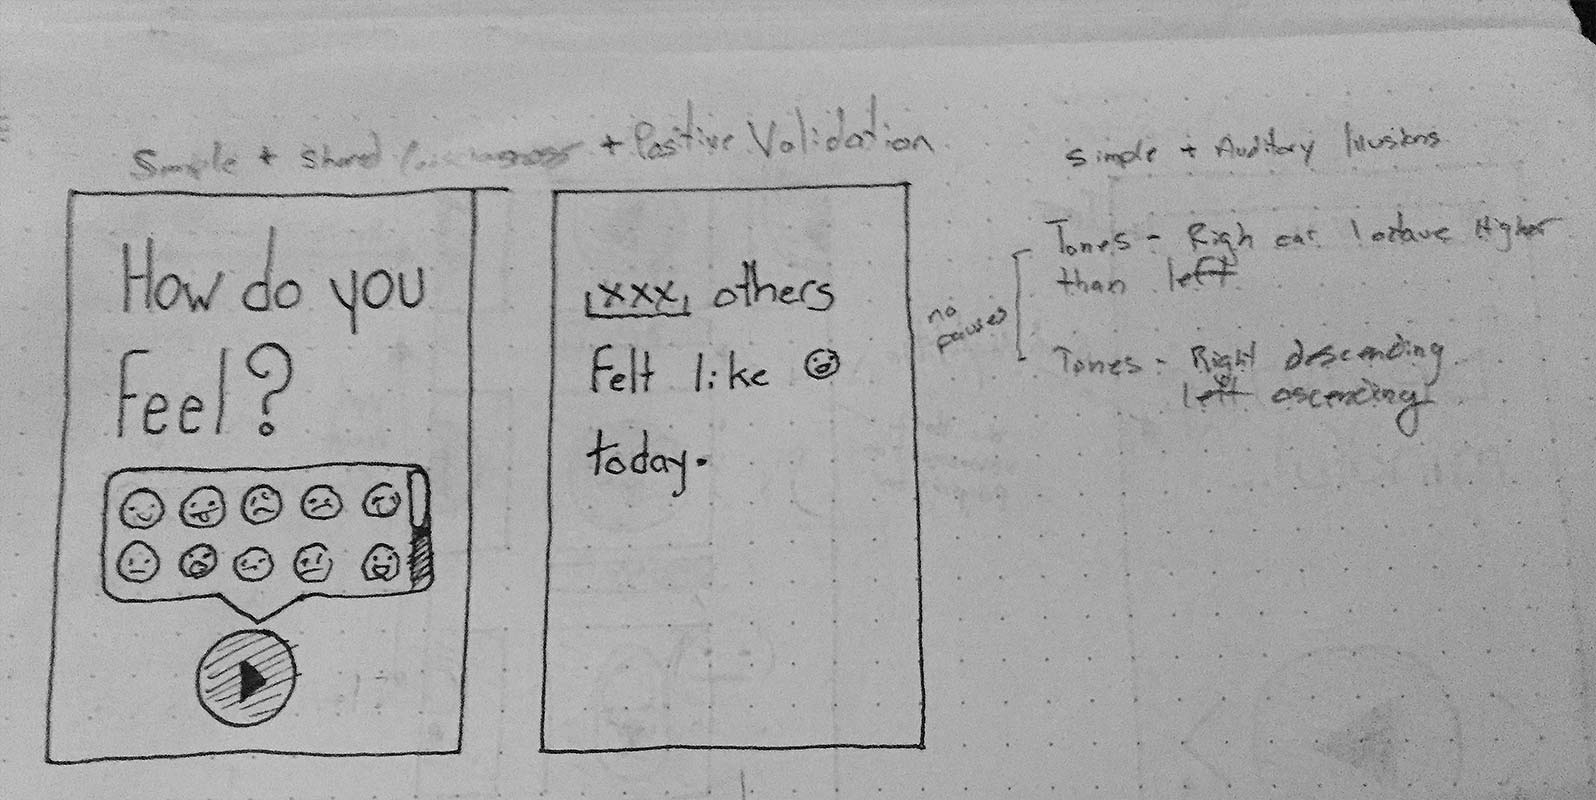 Simple + Shared + Positive Validation
How do you
Feel?
xxx others
Felt like
today.
Simple + Auditory Illusions
no
pauses
Tones - Righ ear 1 octave Higher
than left
Tones - Right descending
left ascending